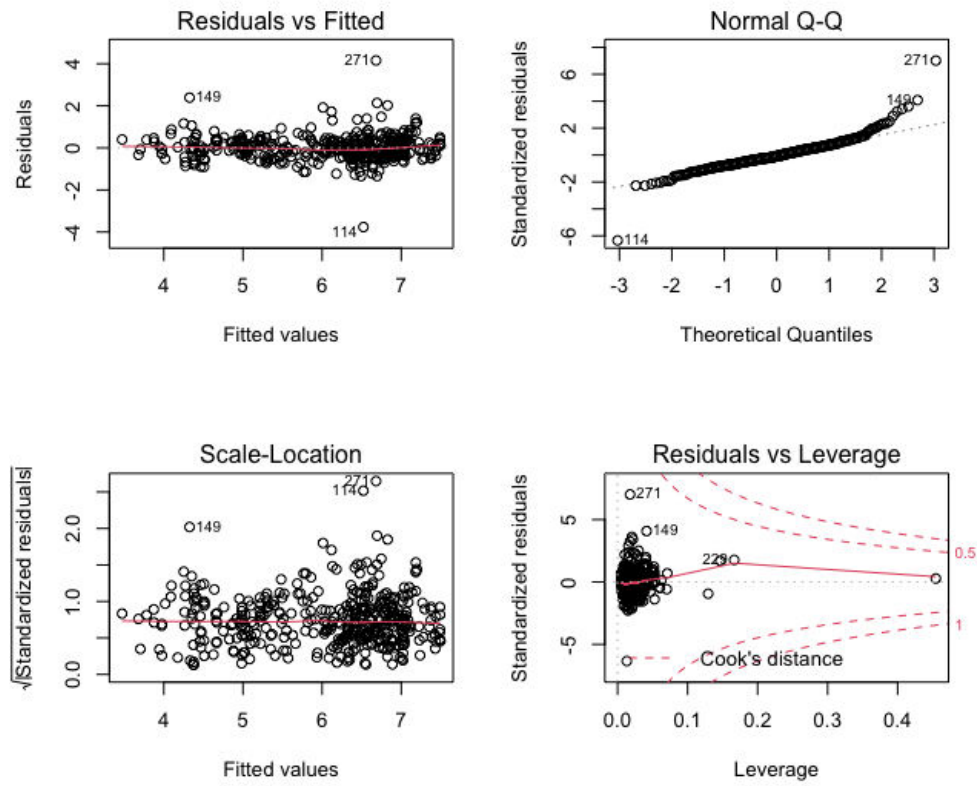 Residuals vs Fitted
Residuals
4
2
0
-2
-4
271
149
114
4 5 6 7
Fitted values
Normal Q-Q
Standardized residuals
6
2
-2
-6
271
149
114
-3 -2 -1 0 1 2 3
Theoretical Quantiles
Scale-Location
√|Standardized residuals|
2.0
1.0
0.0
271
114
149
4 5 6 7
Fitted values
Residuals vs Leverage
Standardized residuals
5
0
-5
271
149
0.5
1
Cook's distance
0.0 0.1 0.2 0.3 0.4
Leverage